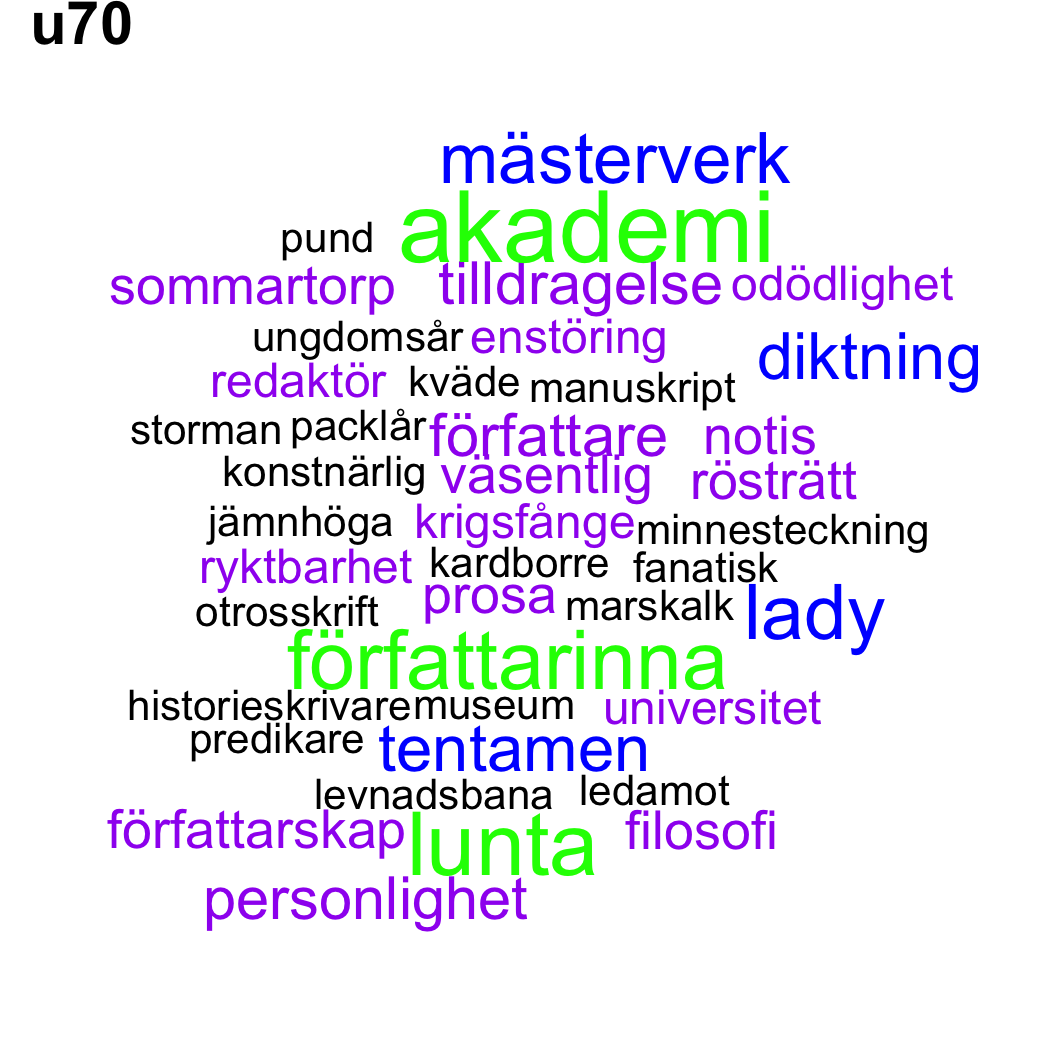 u70
mästerverk
pund akademi
sommartorp tilldragelse odödlighet
ungdomsår enstöring diktning
redaktör kväde manuskript
storman packlår författare notis
konstnärlig väsentlig rösträtt
jämnhöga krigsfånge minnesteckning
ryktbarhet kardborre fanatisk
otrosskrift prosa marskalk lady
författarinna
historieskrivare museum universitet
predikare tentamen
levnadsbana ledamot
författarskap lunta filosofi
personlighet